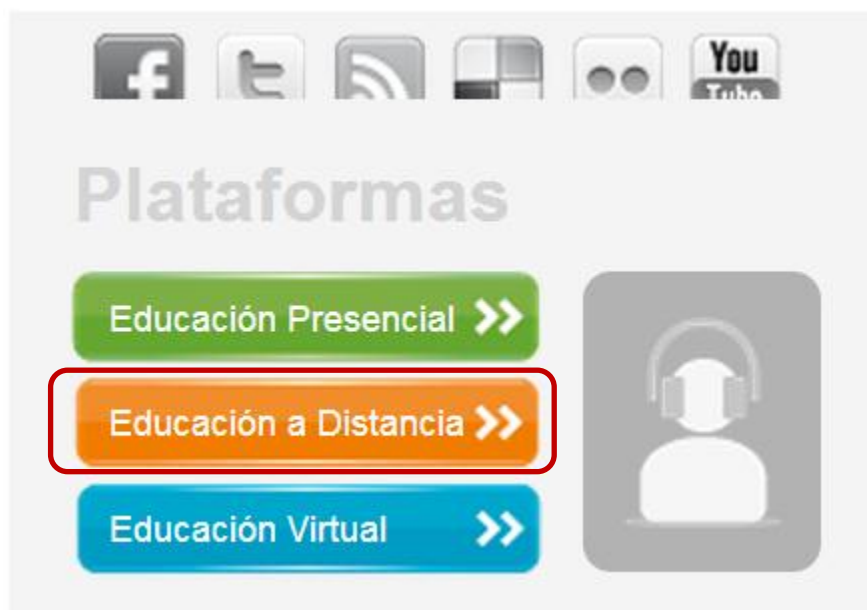 You
Tube
Plataformas
Educación Presencial
Educación a Distancia
Educación Virtual